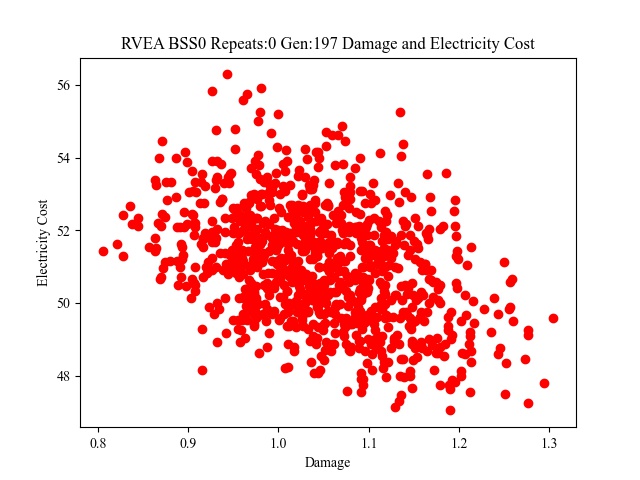 RVEA BSS0 Repeats:0 Gen:197 Damage and Electricity Cost
56
54
52
50
48
Electricity Cost
0.8 0.9 1.0 1.1 1.2 1.3
Damage